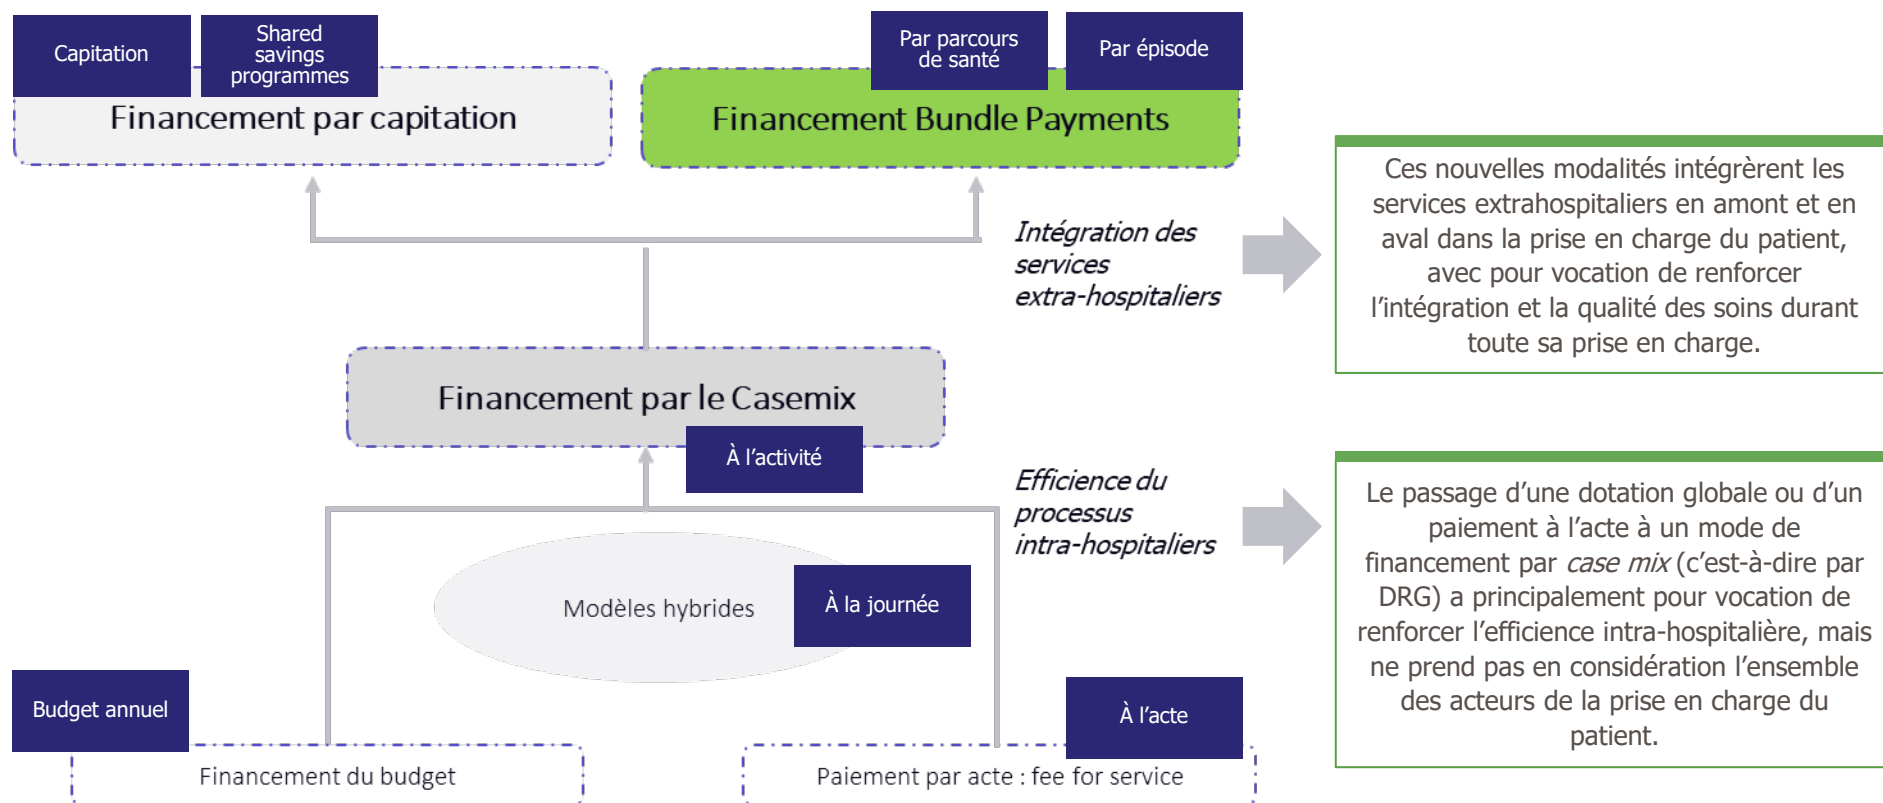 Capitation
Shared
savings
programmes
Financement par capitation
Par parcours
de santé
Par épisode
Financement Bundle Payments
Intégration des
services
extra-hospitaliers
Ces nouvelles modalités intégrèrent les
services extrahospitaliers en amont et en
aval dans la prise en charge du patient,
avec pour vocation de renforcer
l’intégration et la qualité des soins durant
toute sa prise en charge.
Financement par le Casemix
À l’activité
Efficience du
processus
intra-hospitaliers
Le passage d’une dotation globale ou d’un
paiement à l’acte à un mode de
financement par case mix (c’est-à-dire par
DRG) a principalement pour vocation de
renforcer l’efficience intra-hospitalière, mais
ne prend pas en considération l’ensemble
des acteurs de la prise en charge du
patient.
Modèles hybrides
À la journée
Budget annuel
Financement du budget
À l’acte
Paiement par acte : fee for service